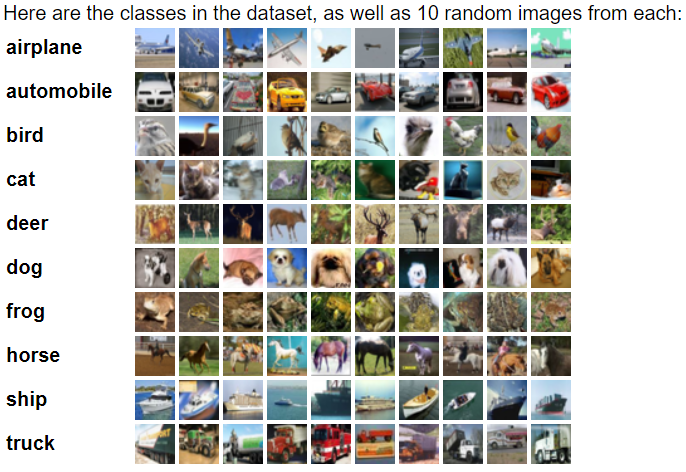 Here are the classes in the dataset, as well as 10 random images from each:
airplane
automobile
bird
cat
deer
dog
frog
horse
ship
truck